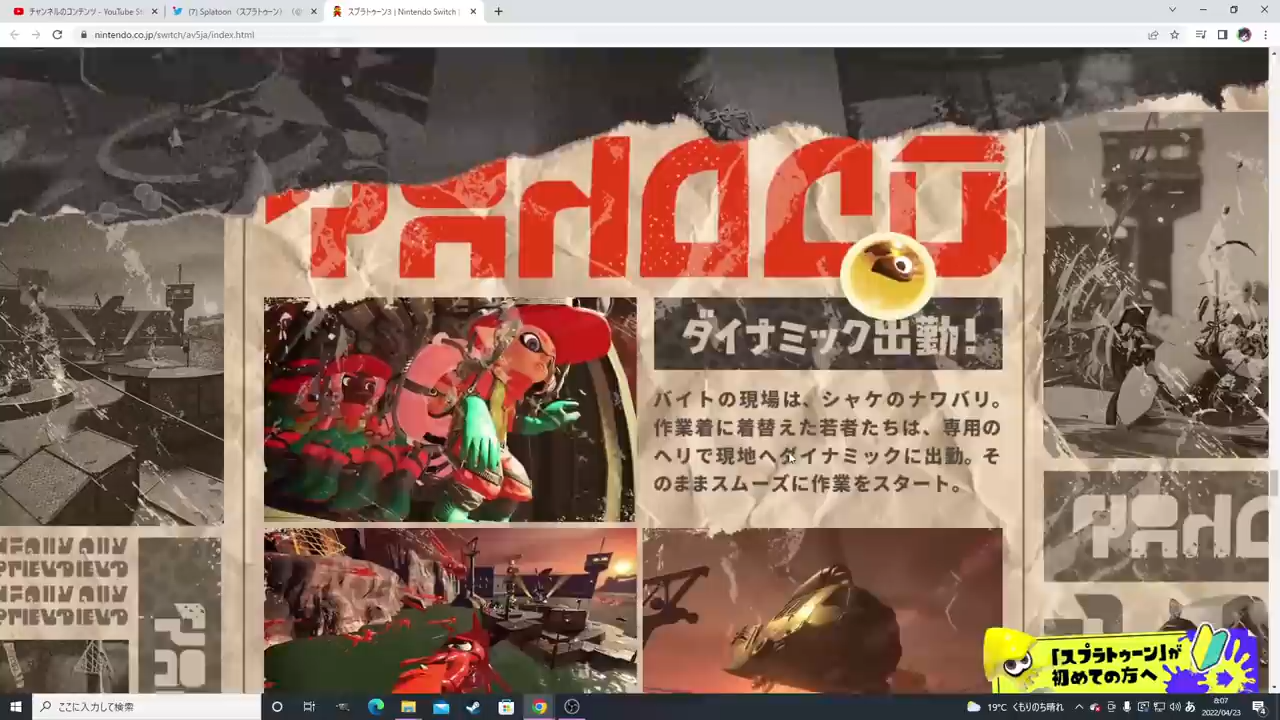 チャンネルのコンテンツ - YouTube St
(7) Splatoon（スプラトゥーン）（@
スプラトゥーン3 | Nintendo Switch |
nintendo.co.jp/switch/av5ja/index.html
ダイナミック出勤！
バイトの現場は、シャケのナワバリ。
作業着に着替えた若者たちは、専用の
ヘリで現地へダイナミックに出勤。そ
のままスムーズに作業をスタート。
「スプラトゥーン」が
初めての方へ
ここに入力して検索
19°C くもりのち晴れ
あ
8:07
2022/04/23